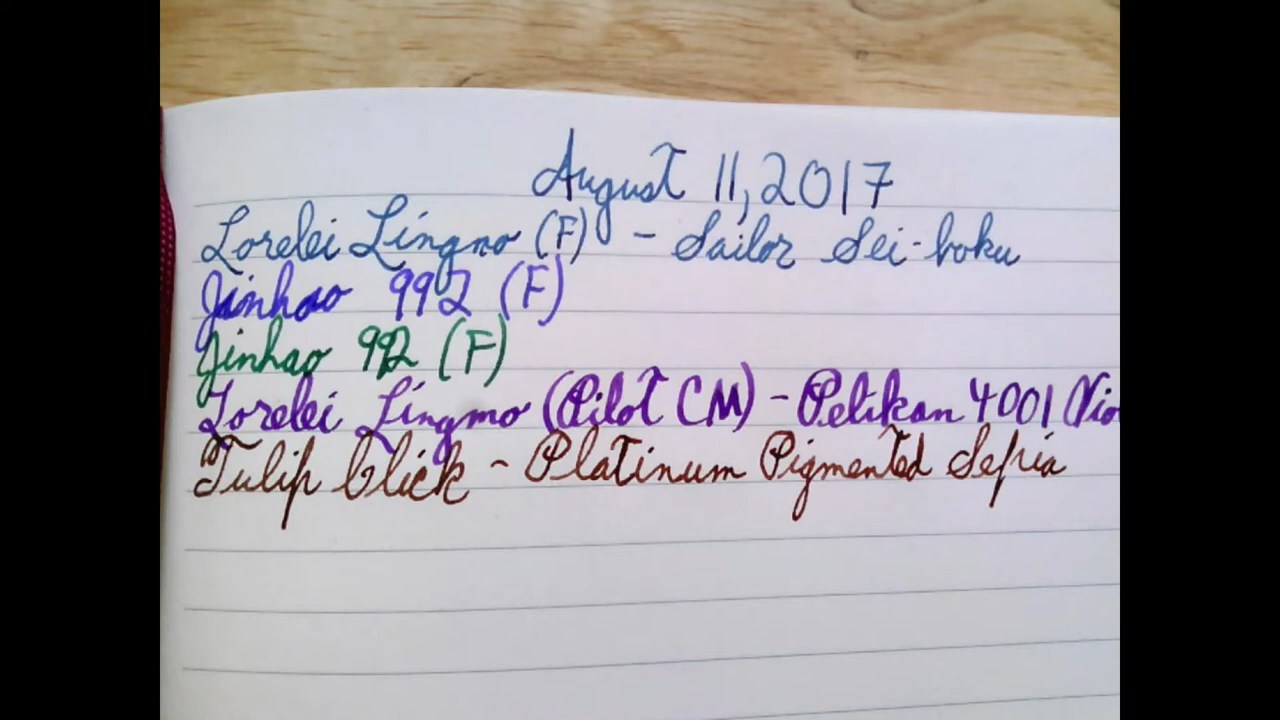 August 11, 2017
Lorelei Lingmo (F) - Sailor Sei-boku
Jinhao 992 (F)
Jinhao 992 (F)
Lorelei Lingmo (Pilot CM) - Pelikan 4001 (Vio
Tulip Click - Platinum Pigmented Sepia